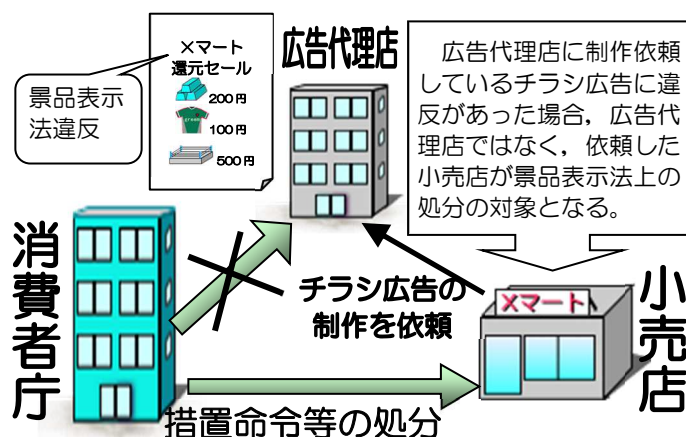 ×マート
還元セール
200円
100円
500円
景品表示
法違反
広告代理店
広告代理店に制作依頼
しているチラシ広告に違
反があった場合，広告代
理店ではなく，依頼した
小売店が景品表示法上の
処分の対象となる。
消費者庁
チラシ広告の
制作を依頼
×マート
小売店
措置命令等の処分